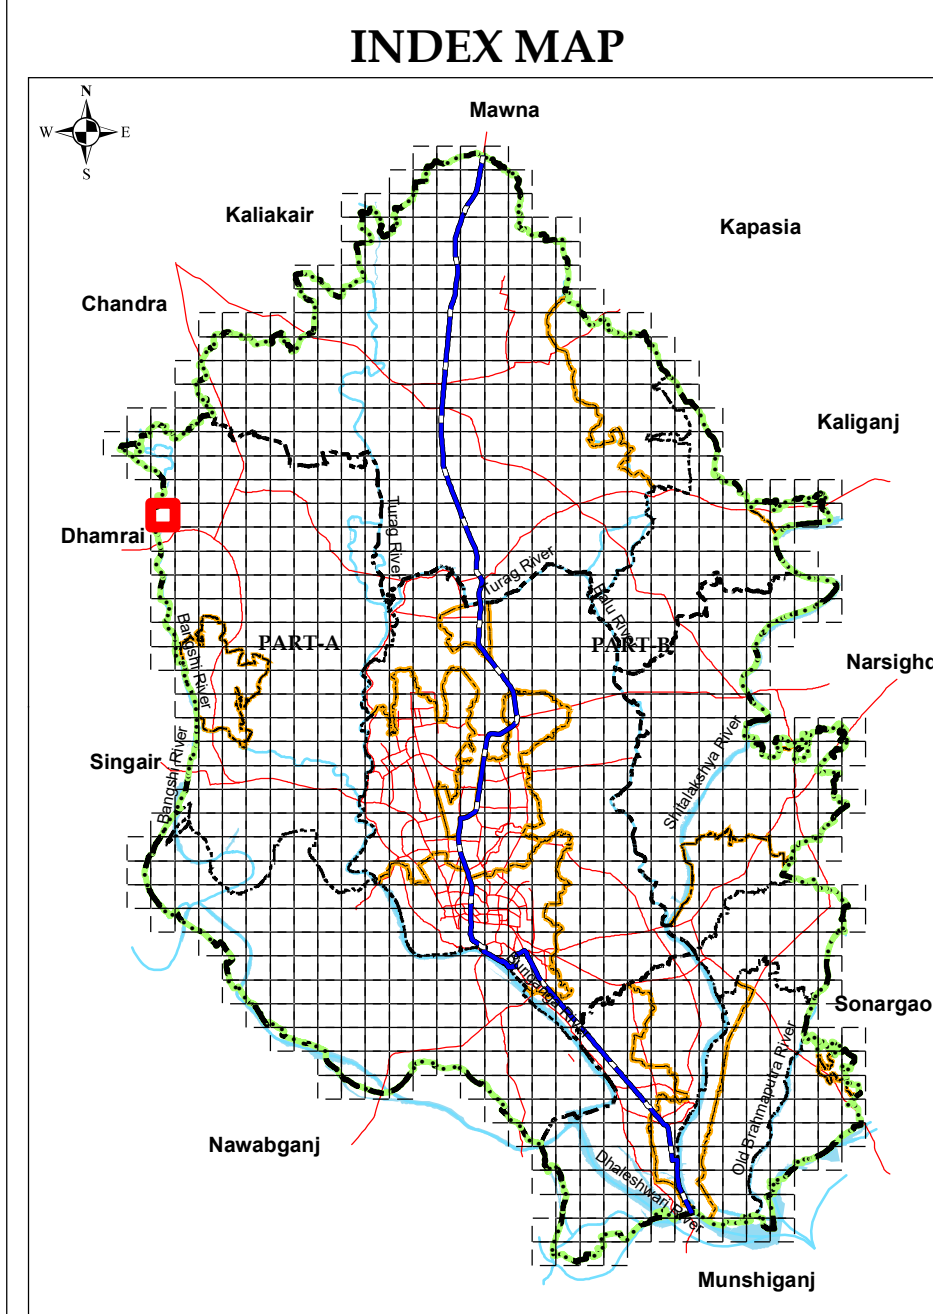 INDEX MAP
N
W E
S
Mawna
Kaliakair
Kapasia
Chandra
Kaliganj
Dhamrai
Turag River
Turag River
Balu River
Bangshi River
PART-A
PART-B
Narsighd
Shitalakshya River
Bangshi River
Singair
Buriganga River
Sonargao
Old Brahmaputra River
Nawabganj
Dhaleshwari River
Munshiganj